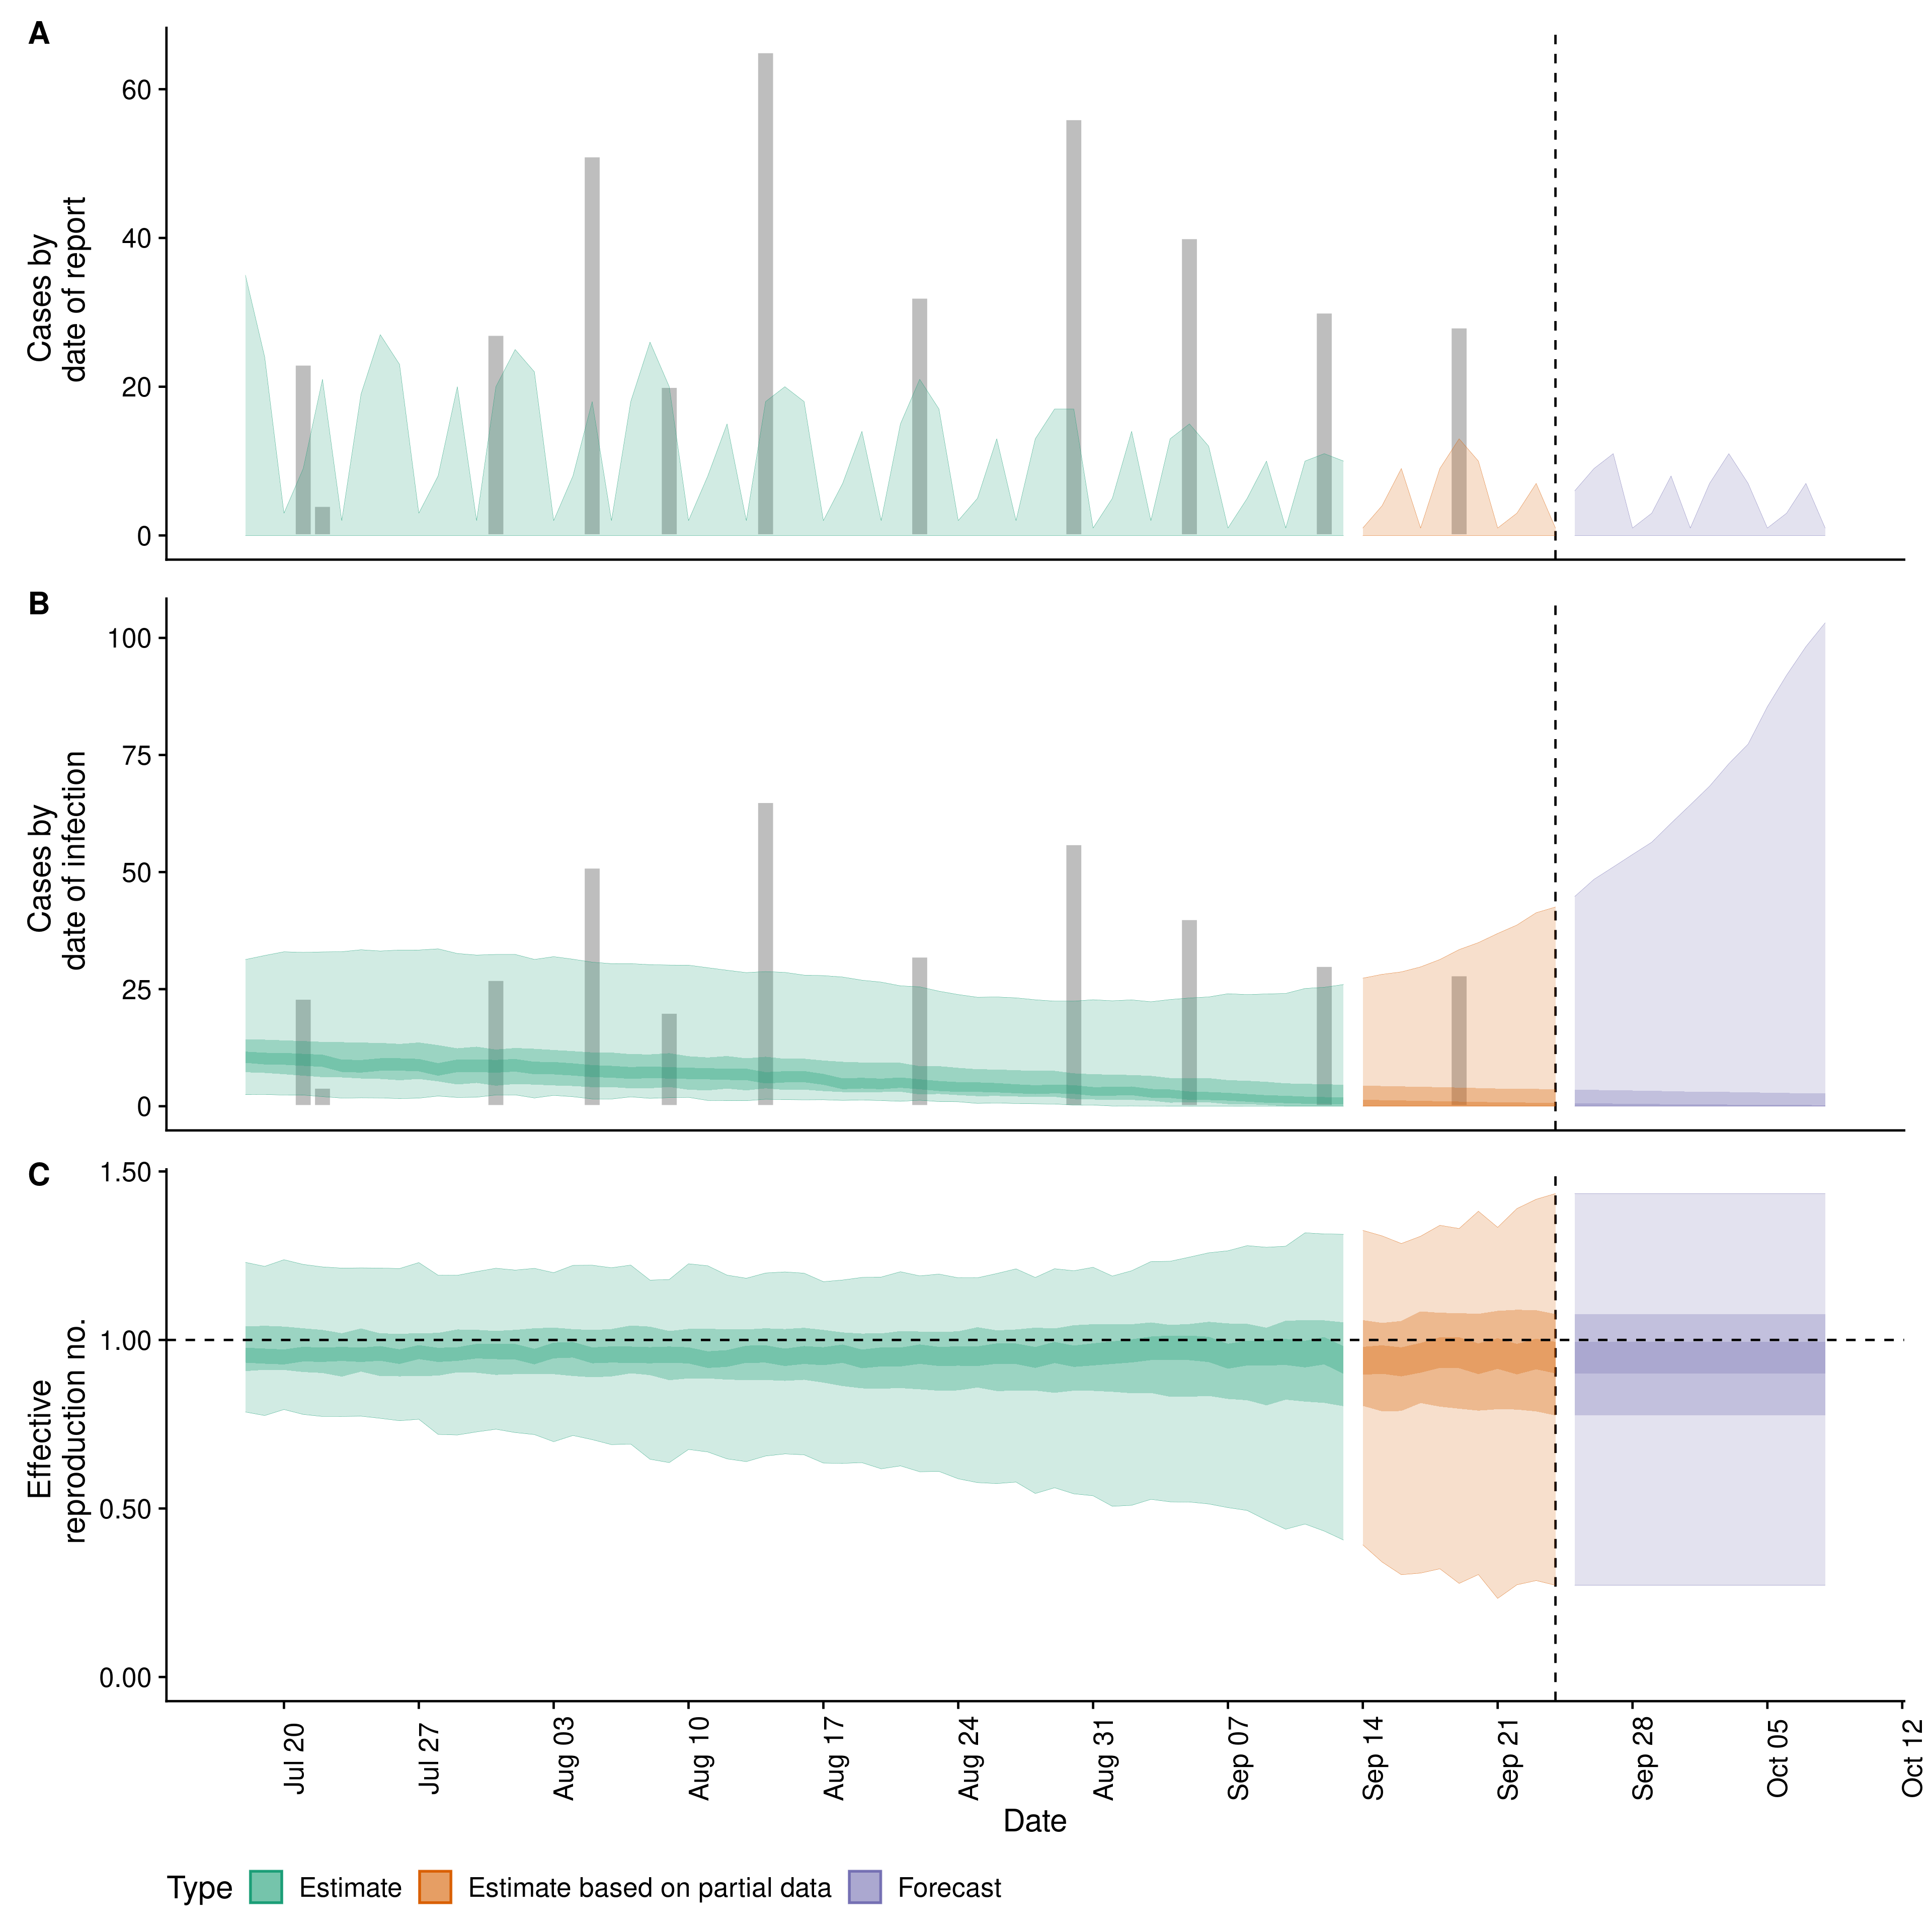 A
60
40
20
0
Cases by
date of report
B
100
75
50
25
0
Cases by
date of infection
C
1.50
1.00
0.50
0.00
Effective
reproduction no.
Jul 20
Jul 27
Aug 03
Aug 10
Aug 17
Aug 24
Aug 31
Sep 07
Sep 14
Sep 21
Sep 28
Oct 05
Oct 12
Date
Type Estimate Estimate based on partial data Forecast